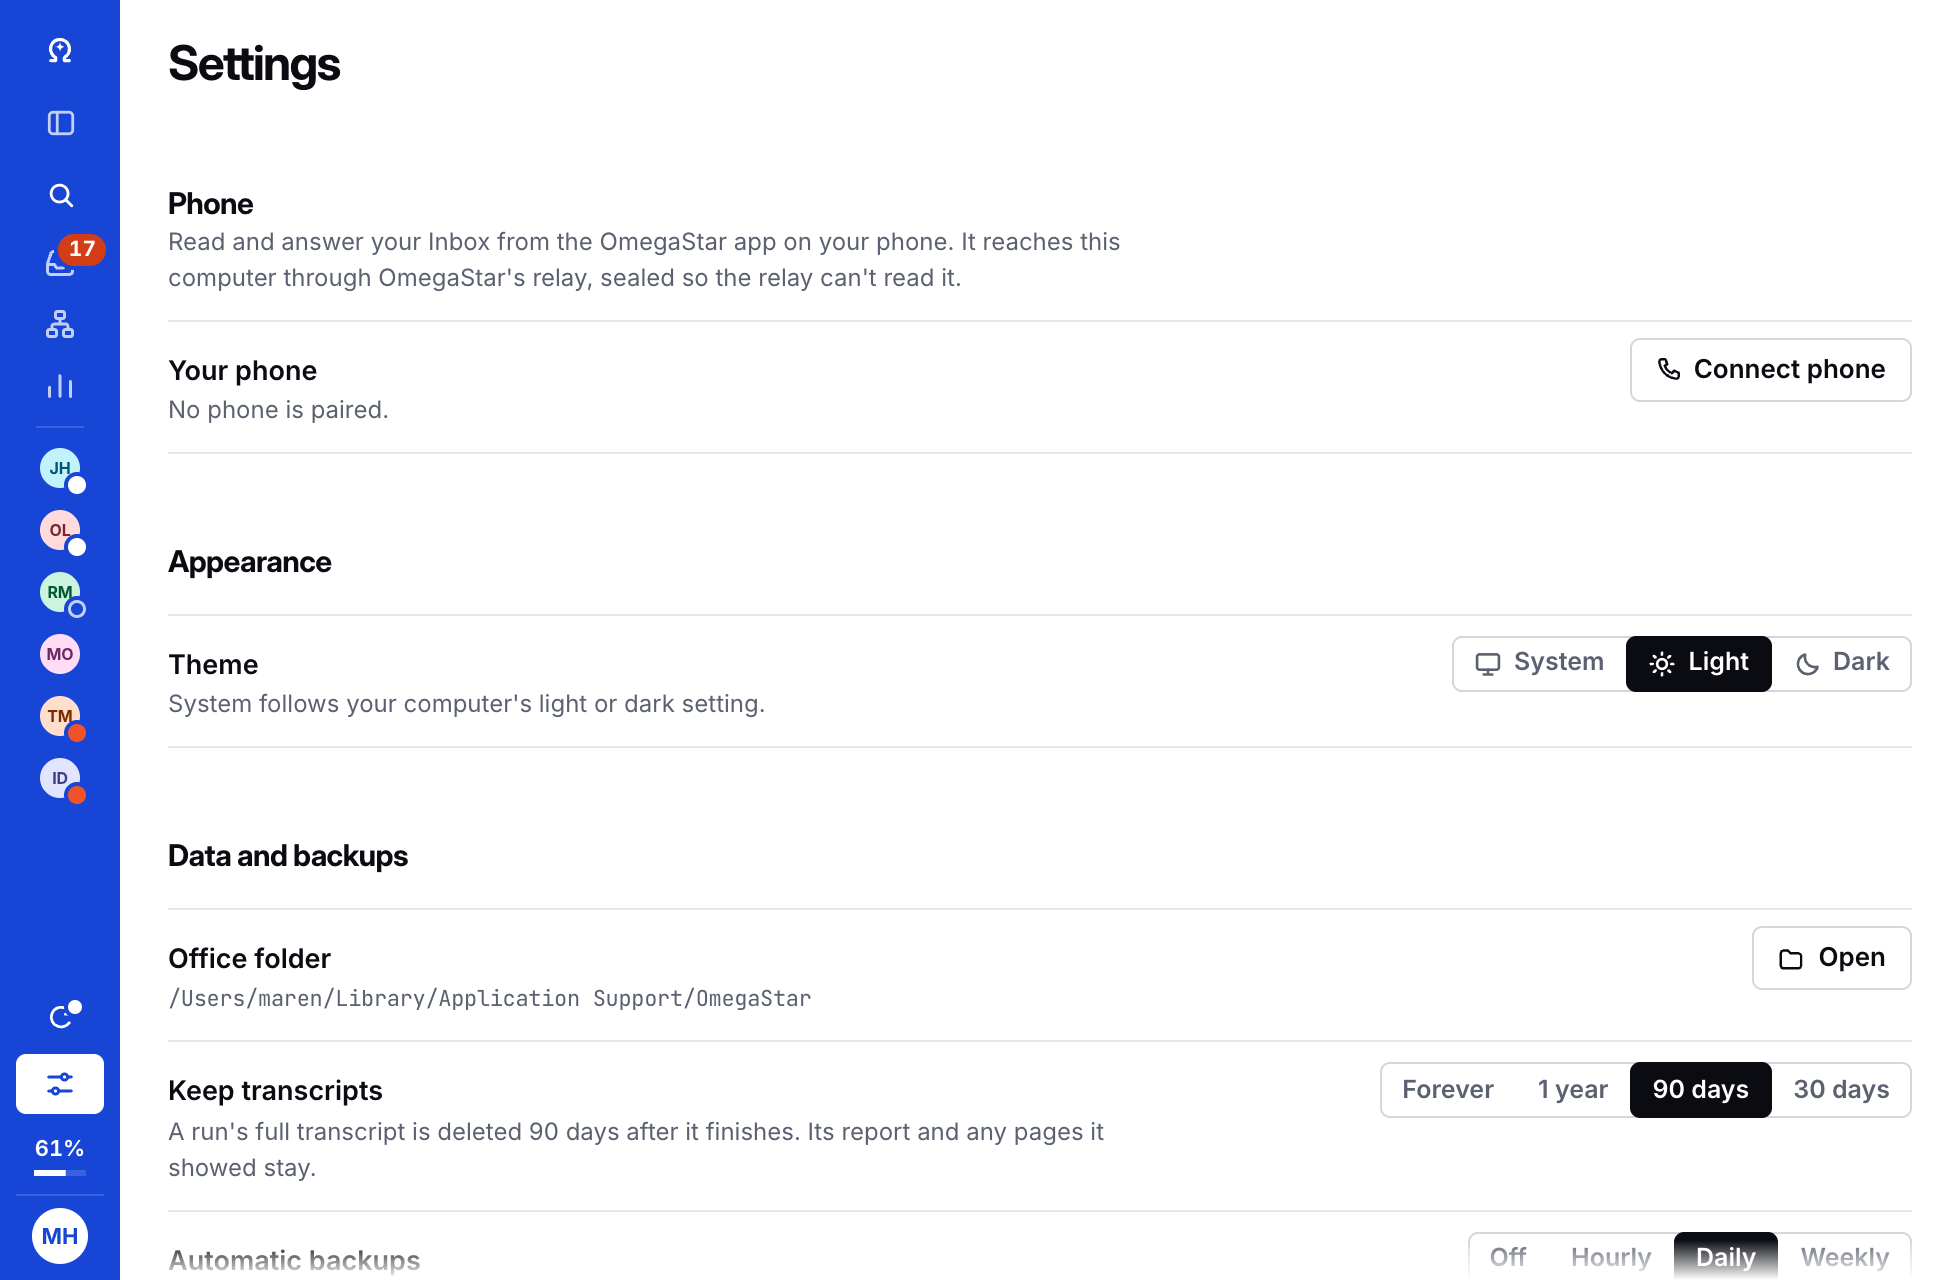 Settings
17
JH
OL
RM
MO
TM
ID
61%
MH
Phone
Read and answer your Inbox from the OmegaStar app on your phone. It reaches this
computer through OmegaStar's relay, sealed so the relay can't read it.
Your phone
No phone is paired.
Connect phone
Appearance
Theme
System follows your computer's light or dark setting.
System Light Dark
Data and backups
Office folder
/Users/maren/Library/Application Support/OmegaStar
Open
Keep transcripts
A run's full transcript is deleted 90 days after it finishes. Its report and any pages it
showed stay.
Forever 1 year 90 days 30 days
Automatic backups
Off Hourly Daily Weekly